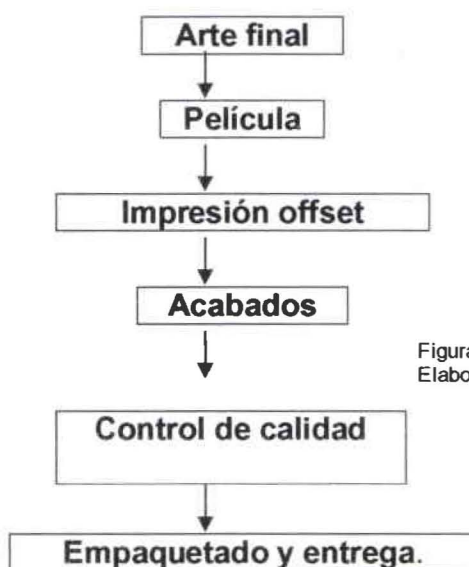 Arte final
Película
Impresión offset
Acabados
Figura
Elabo
Control de calidad
Empaquetado y entrega.